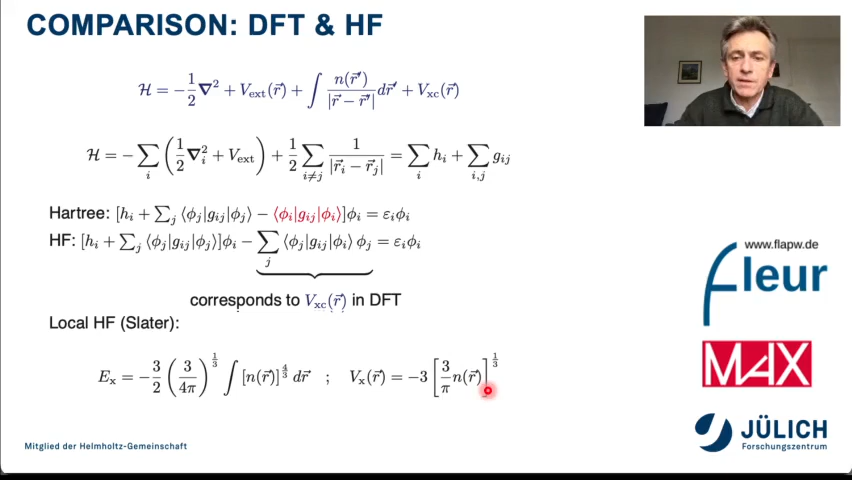 COMPARISON: DFT & HF
ℋ = −½∇² + V_ext(r⃗) + ∫ n(r⃗′)/|r⃗ − r⃗′| dr⃗′ + V_xc(r⃗)
ℋ = −∑_i (½∇_i² + V_ext) + ½ ∑_{i≠j} 1/|r⃗_i − r⃗_j| = ∑_i h_i + ∑_{i,j} g_ij
Hartree: [h_i + ∑_j ⟨ϕ_j|g_ij|ϕ_j⟩ − ⟨ϕ_i|g_ij|ϕ_i⟩]ϕ_i = ε_iϕ_i
HF: [h_i + ∑_j ⟨ϕ_j|g_ij|ϕ_j⟩]ϕ_i − ∑_j ⟨ϕ_j|g_ij|ϕ_i⟩ ϕ_j = ε_iϕ_i
corresponds to V_xc(r⃗) in DFT
Local HF (Slater):
E_x = −3/2 (3/4π)^{1/3} ∫ [n(r⃗)]^{4/3} dr⃗ ; V_x(r⃗) = −3 [3/π n(r⃗)]^{1/3}
www.flapw.de
fleur
MAX
JÜLICH
Forschungszentrum
Mitglied der Helmholtz-Gemeinschaft